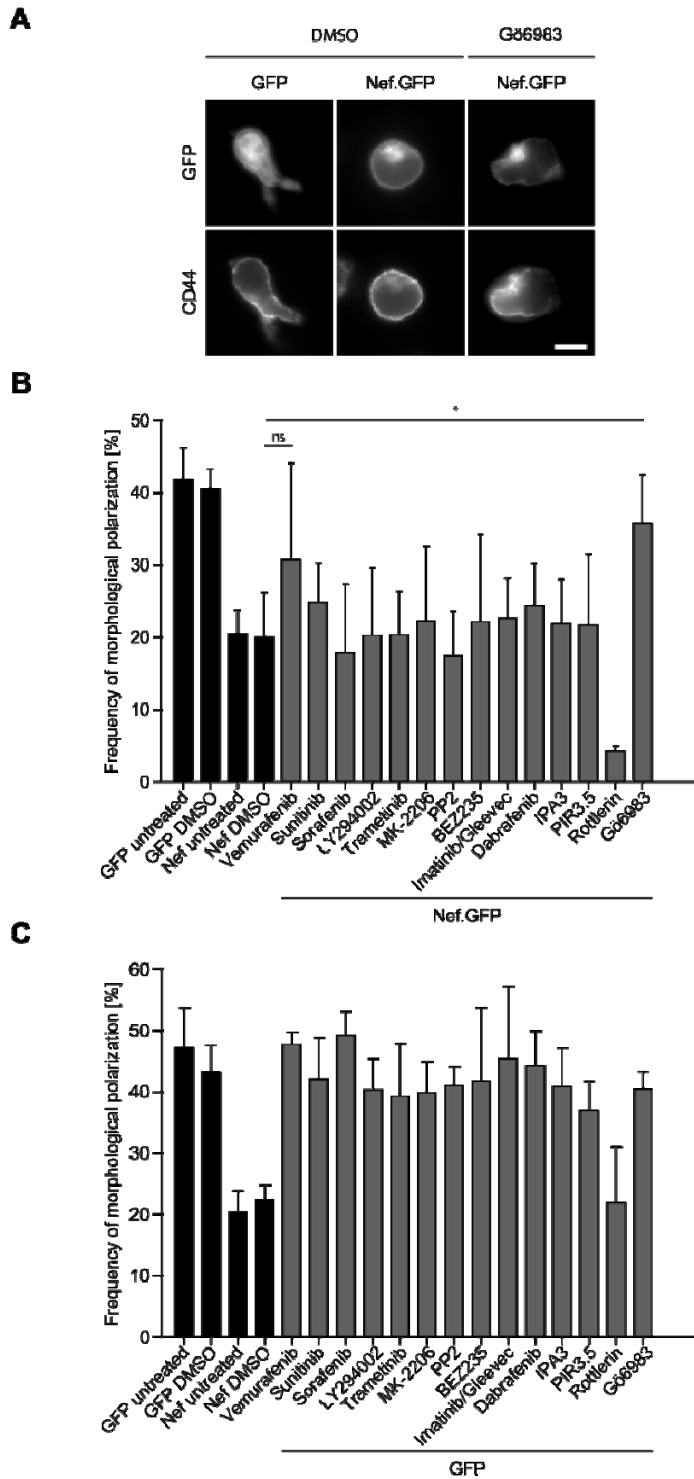 A
DMSO Gö6983
GFP Nef.GFP Nef.GFP
GFP
CD44
B
Frequency of morphological polarization [%]
50
40
30
20
10
0
ns
*
GFP untreated
GFP DMSO
Nef untreated
Nef DMSO
Vemurafenib
Sunitinib
Sorafenib
LY294002
Trametinib
MK-2206
PP2
BEZ235
Imatinib/Gleevec
Dabrafenib
IPA3
PIR3.5
Rottlerin
Gö6983
Nef.GFP
C
Frequency of morphological polarization [%]
60
50
40
30
20
10
0
GFP untreated
GFP DMSO
Nef untreated
Nef DMSO
Vemurafenib
Sunitinib
Sorafenib
LY294002
Trametinib
MK-2206
PP2
BEZ235
Imatinib/Gleevec
Dabrafenib
IPA3
PIR3.5
Rottlerin
Gö6983
GFP